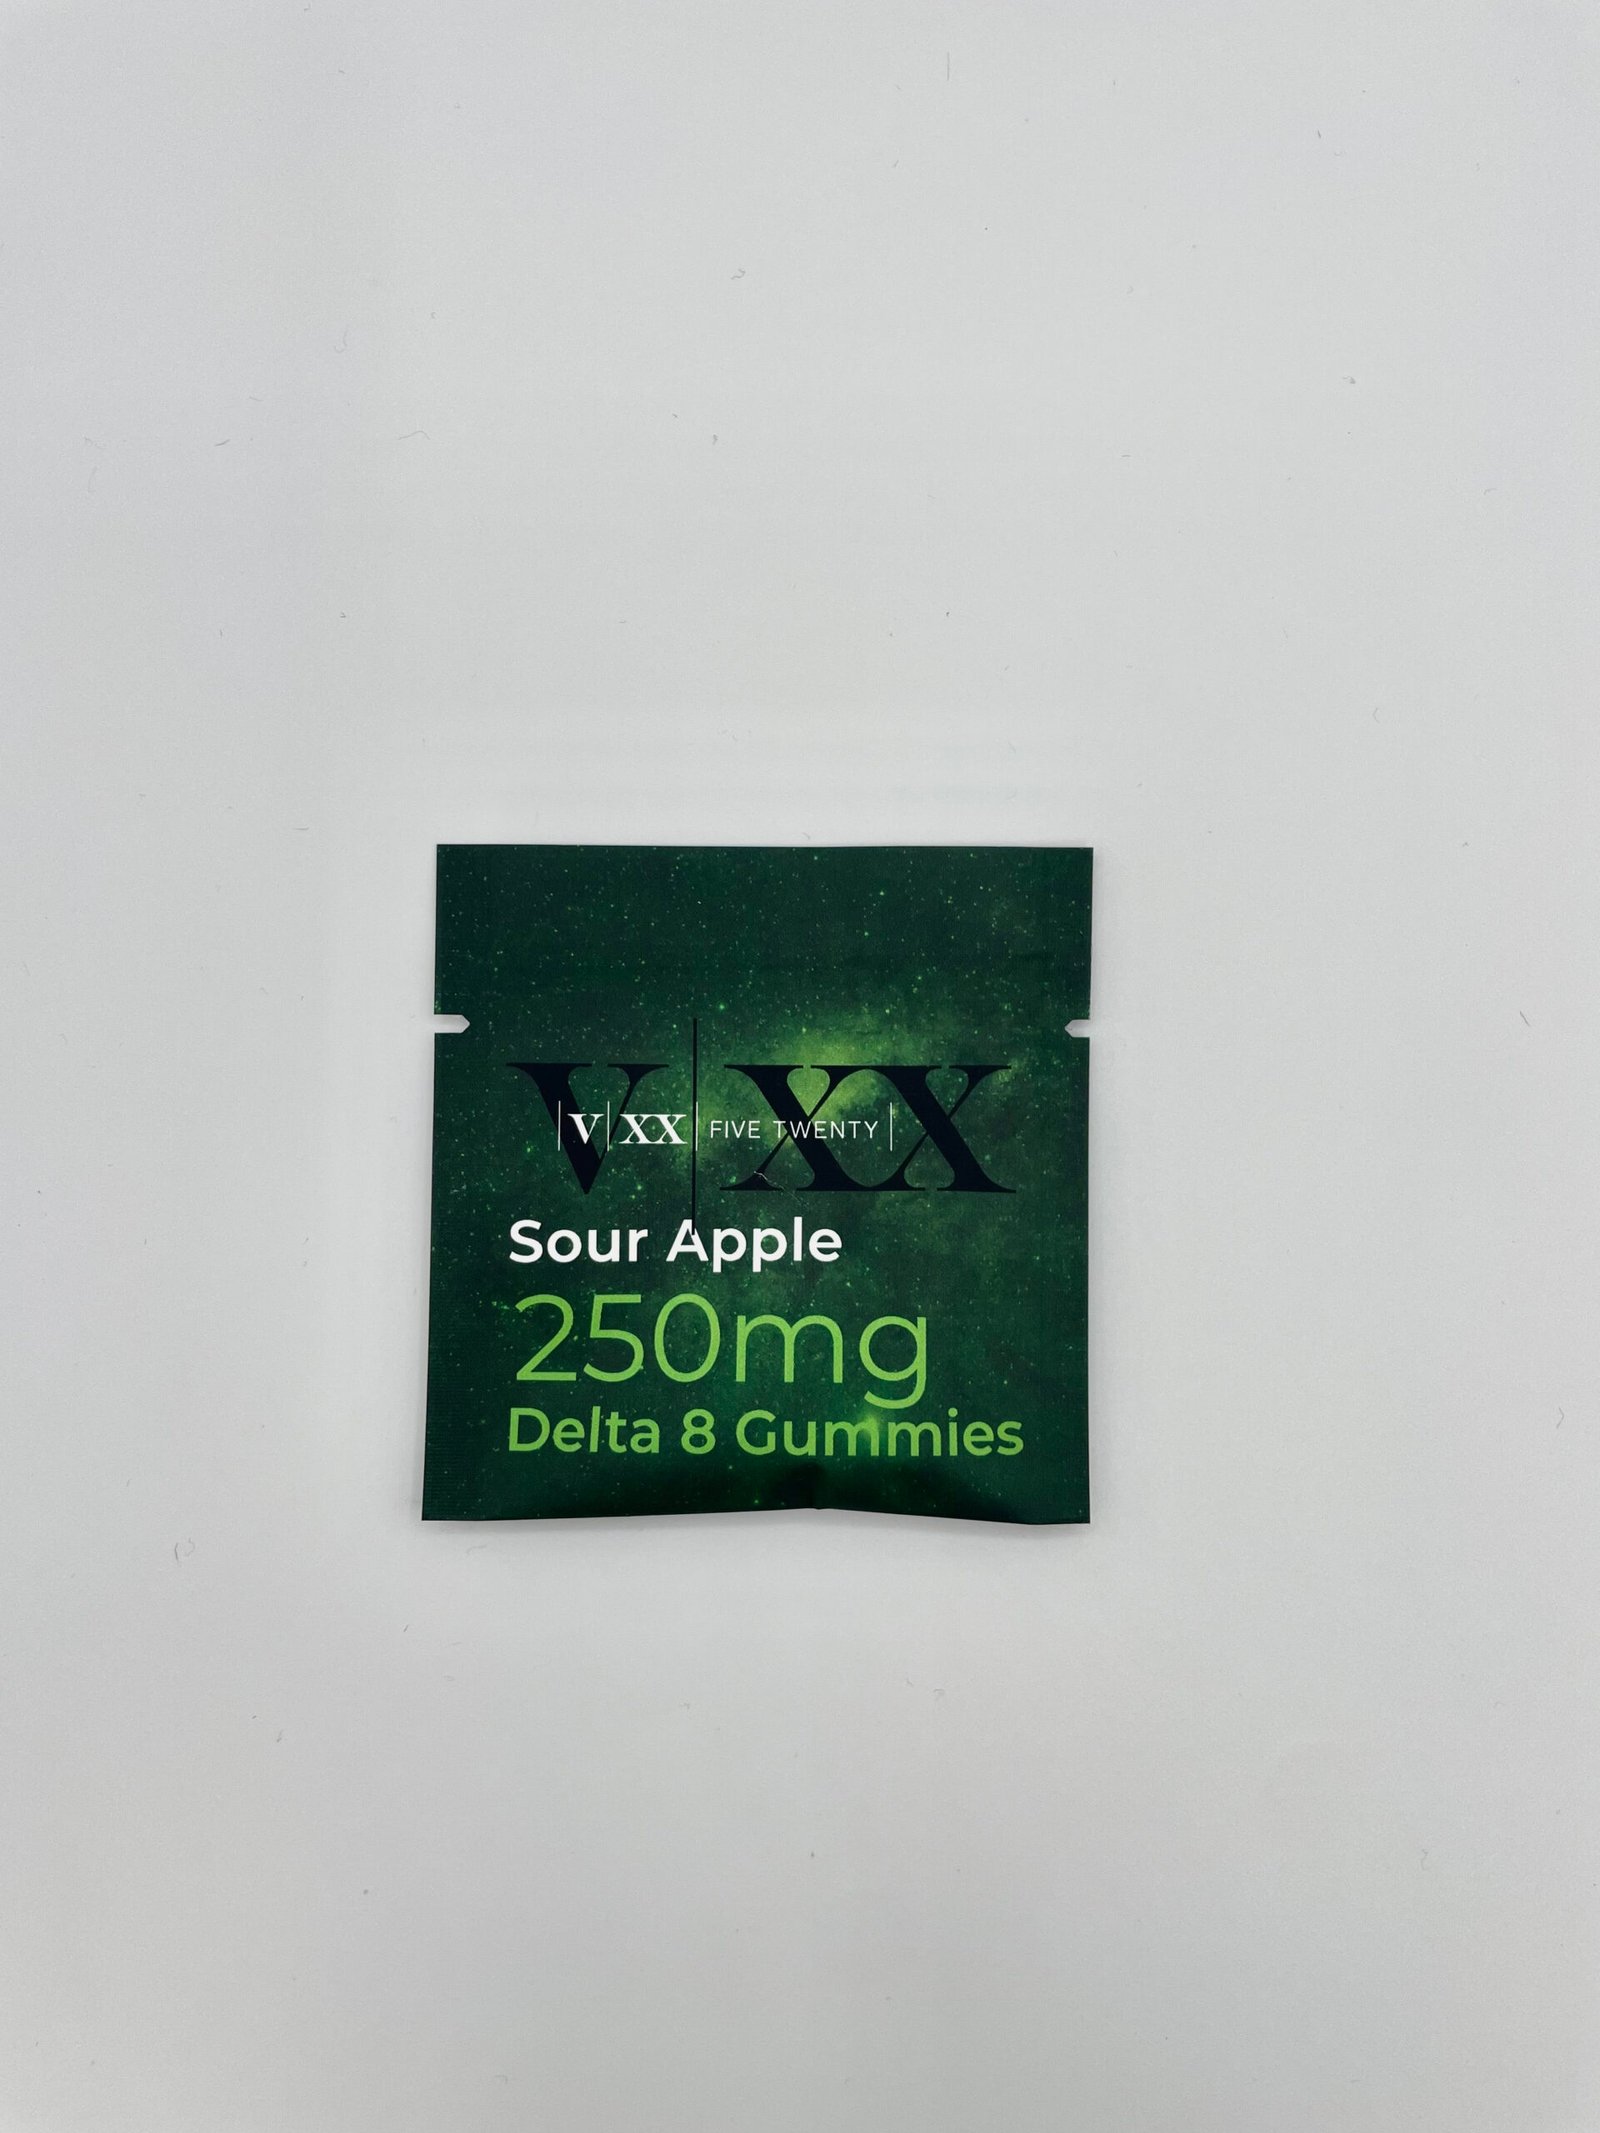 V|XX
|V|XX| FIVE TWENTY|
Sour Apple
250mg
Delta 8 Gummies